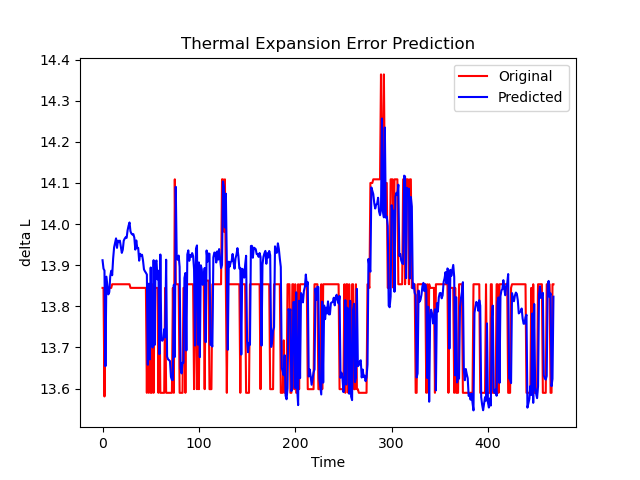 Thermal Expansion Error Prediction
Original
Predicted
14.4
14.3
14.2
14.1
14.0
13.9
13.8
13.7
13.6
delta L
0
100
200
300
400
Time